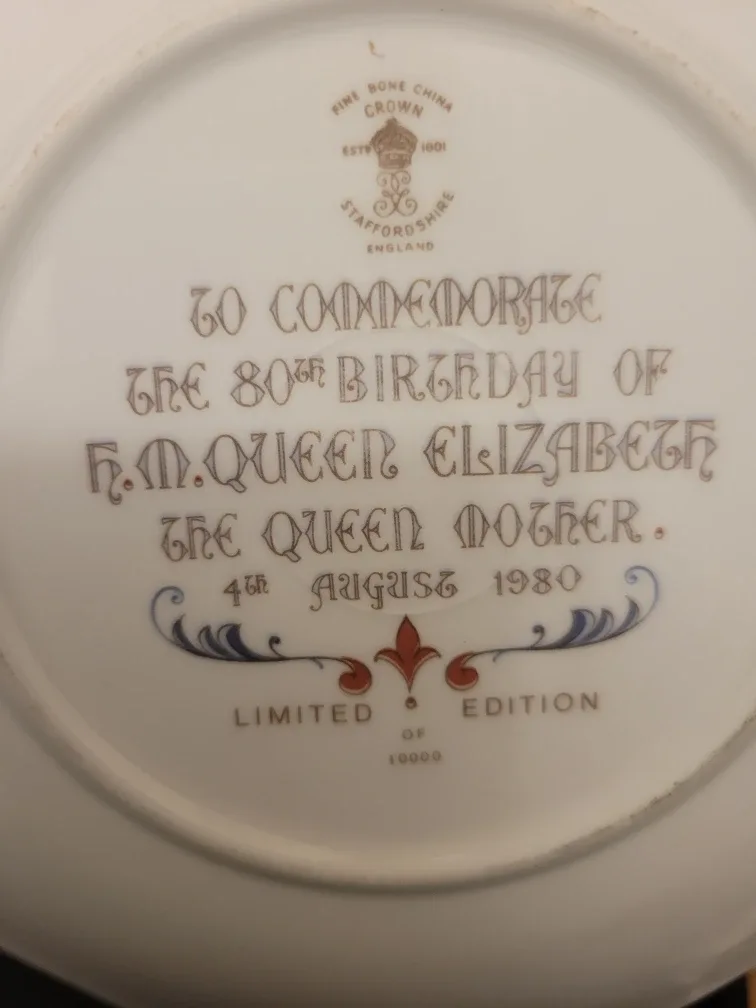 FINE BONE CHINA
CROWN
ESTD 1801
STAFFORDSHIRE
ENGLAND
TO COMMEMORATE
THE 80TH BIRTHDAY OF
H.M.QUEEN ELIZABETH
THE QUEEN MOTHER.
4TH AUGUST 1980
LIMITED EDITION
OF
10000